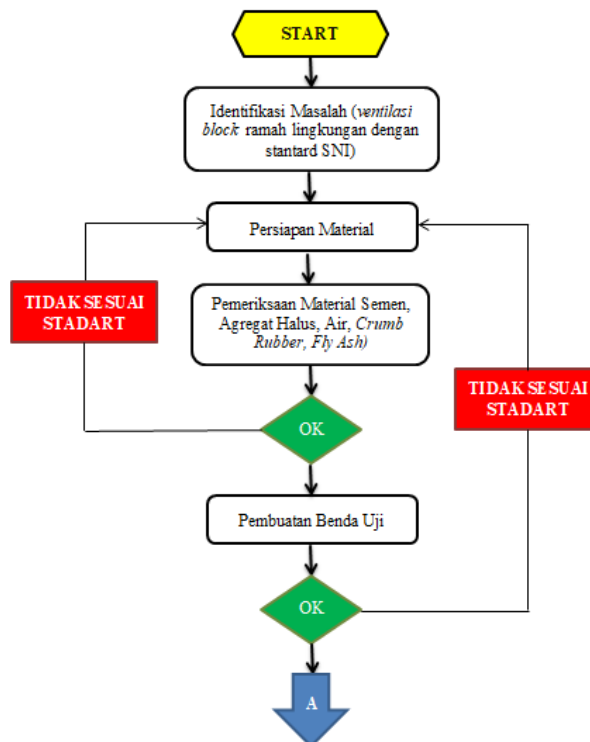 START
Identifikasi Masalah (ventilasi
block ramah lingkungan dengan
stantard SNI)
Persiapan Material
TIDAK SESUAI
STADART
Pemeriksaan Material Semen,
Agregat Halus, Air, Crumb
Rubber, Fly Ash)
TIDAK SESUAI
STADART
OK
Pembuatan Benda Uji
OK
A